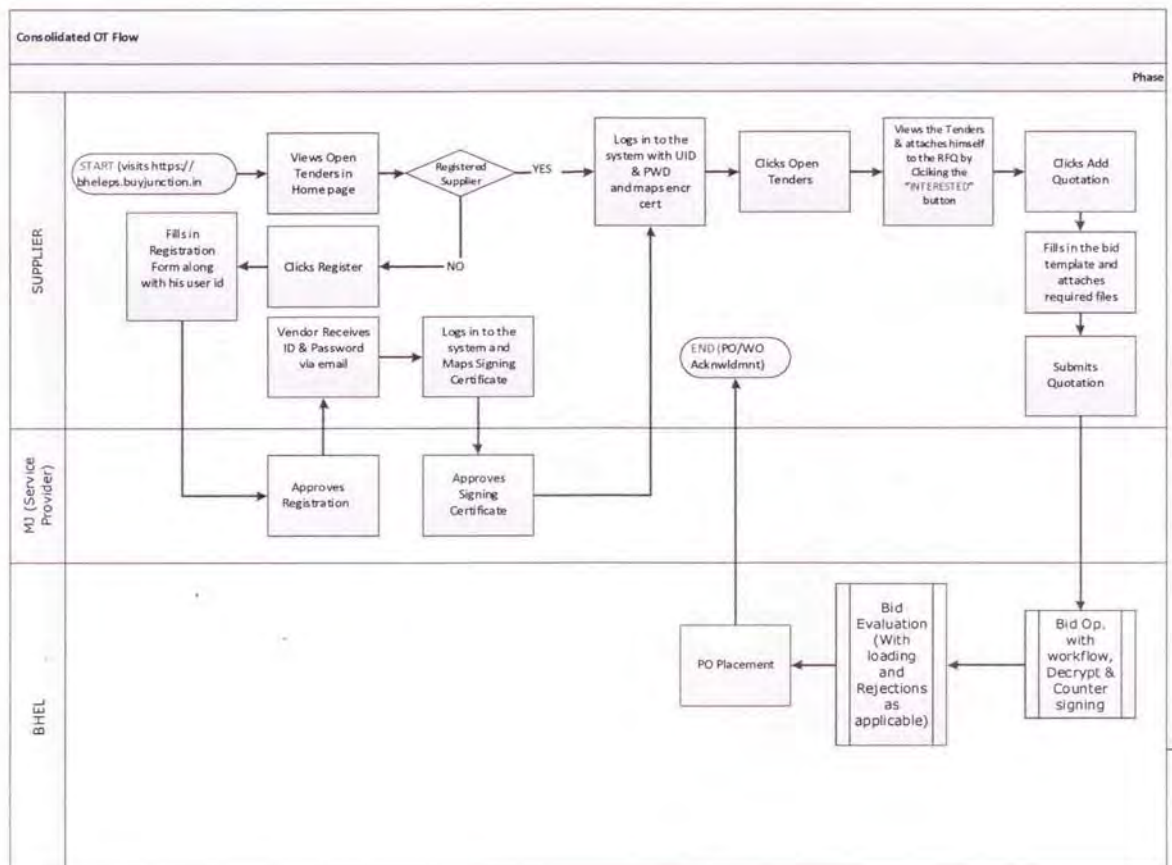 Consolidated OT Flow
Phase
SUPPLIER
START (visits https://
bheleps.buyjunction.in
Views Open
Tenders in
Home page
Registered
Supplier
YES
Logs in to the
system with UID
& PWD
and maps encr
cert
Clicks Open
Tenders
Views the Tenders
& attaches himself
to the RFQ by
Clciking the
"INTERESTED"
button
Clicks Add
Quotation
Fills in
Registration
Form along
with his user id
Clicks Register
NO
Fills in the bid
template and
attaches
required files
Vendor Receives
ID & Password
via email
Logs in to the
system and
Maps Signing
Certificate
END (PO/WO
Acknwldmnt)
Submits
Quotation
MJ (Service
Provider)
Approves
Registration
Approves
Signing
Certificate
BHEL
PO Placement
Bid
Evaluation
(With
loading
and
Rejections
as
applicable)
Bid Op.
with
workflow,
Decrypt &
Counter
signing